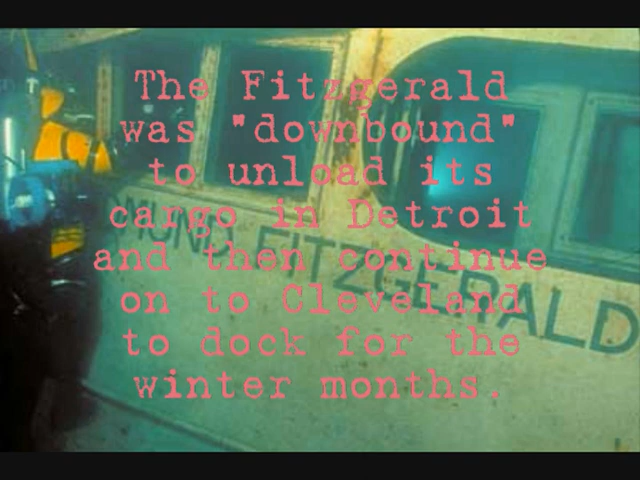 The Fitzgerald
was "downbound"
to unload its
cargo in Detroit
and then continue
on to Cleveland
to dock for the
winter months.
MUND FITZGERALD